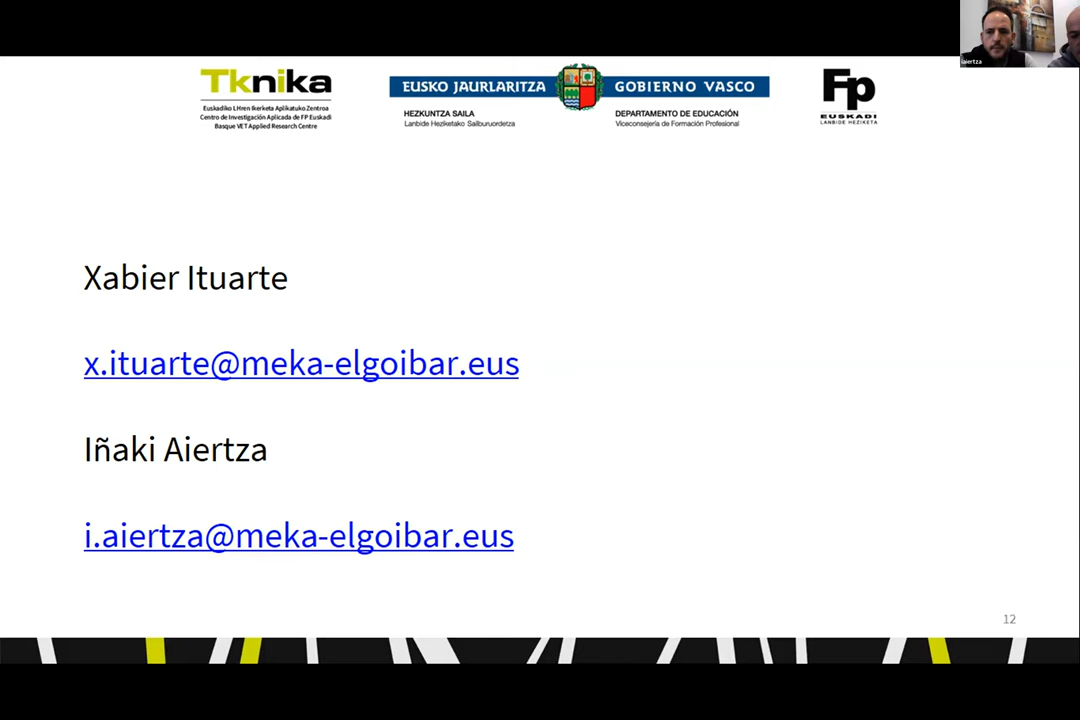 iaiertza
Tknika
Euskadiko LHren Ikerketa Aplikatuko Zentroa
Centro de Investigación Aplicada de FP Euskadi
Basque VET Applied Research Centre
EUSKO JAURLARITZA
GOBIERNO VASCO
HEZKUNTZA SAILA
Lanbide Heziketako Sailburuordetza
DEPARTAMENTO DE EDUCACIÓN
Viceconsejería de Formación Profesional
Fp
EUSKADI
LANBIDE HEZIKETA
Xabier Ituarte
x.ituarte@meka-elgoibar.eus
Iñaki Aiertza
i.aiertza@meka-elgoibar.eus
12